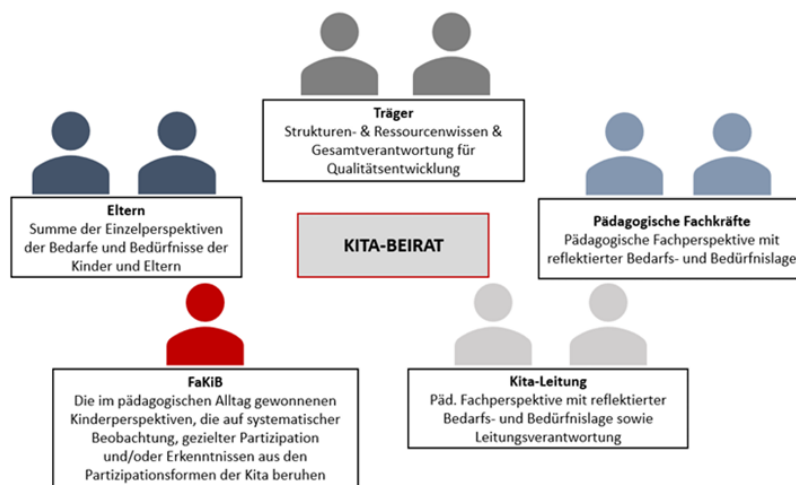 Träger
Strukturen- & Ressourcenwissen &
Gesamtverantwortung für
Qualitätsentwicklung
Eltern
Summe der Einzelperspektiven
der Bedarfe und Bedürfnisse der
Kinder und Eltern
KITA-BEIRAT
Pädagogische Fachkräfte
Pädagogische Fachperspektive mit
reflektierter Bedarfs- und Bedürfnislage
FaKiB
Die im pädagogischen Alltag gewonnenen
Kinderperspektiven, die auf systematischer
Beobachtung, gezielter Partizipation
und/oder Erkenntnissen aus den
Partizipationsformen der Kita beruhen
Kita-Leitung
Päd. Fachperspektive mit reflektierter
Bedarfs- und Bedürfnislage sowie
Leitungsverantwortung